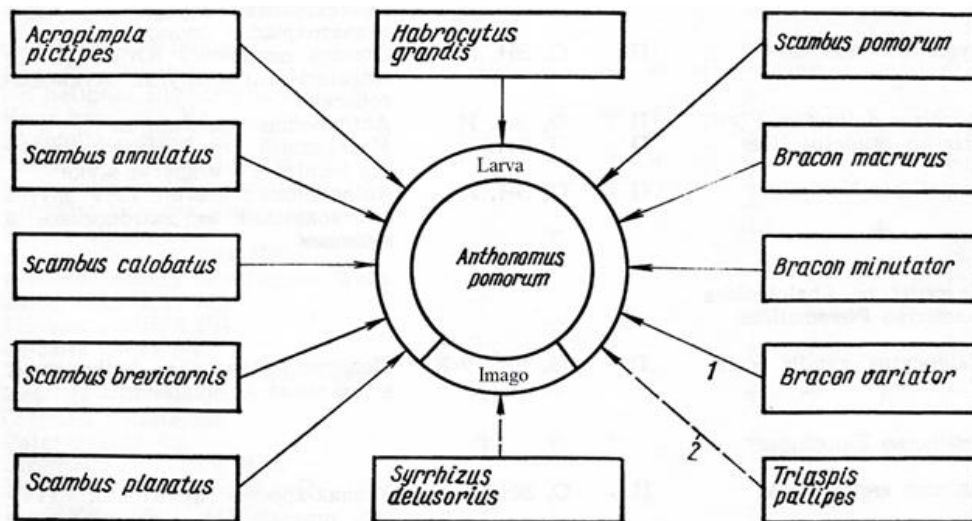 Acropimpla
pictipes
Habrocytus
grandis
Scambus pomorum
Scambus annulatus
Larva
Bracon macrurus
Scambus calobatus
Anthonomus
pomorum
Bracon minutator
Scambus brevicornis
Imago
1
Bracon variator
Scambus planatus
Syrrhizus
delusorius
2
Triaspis
pallipes